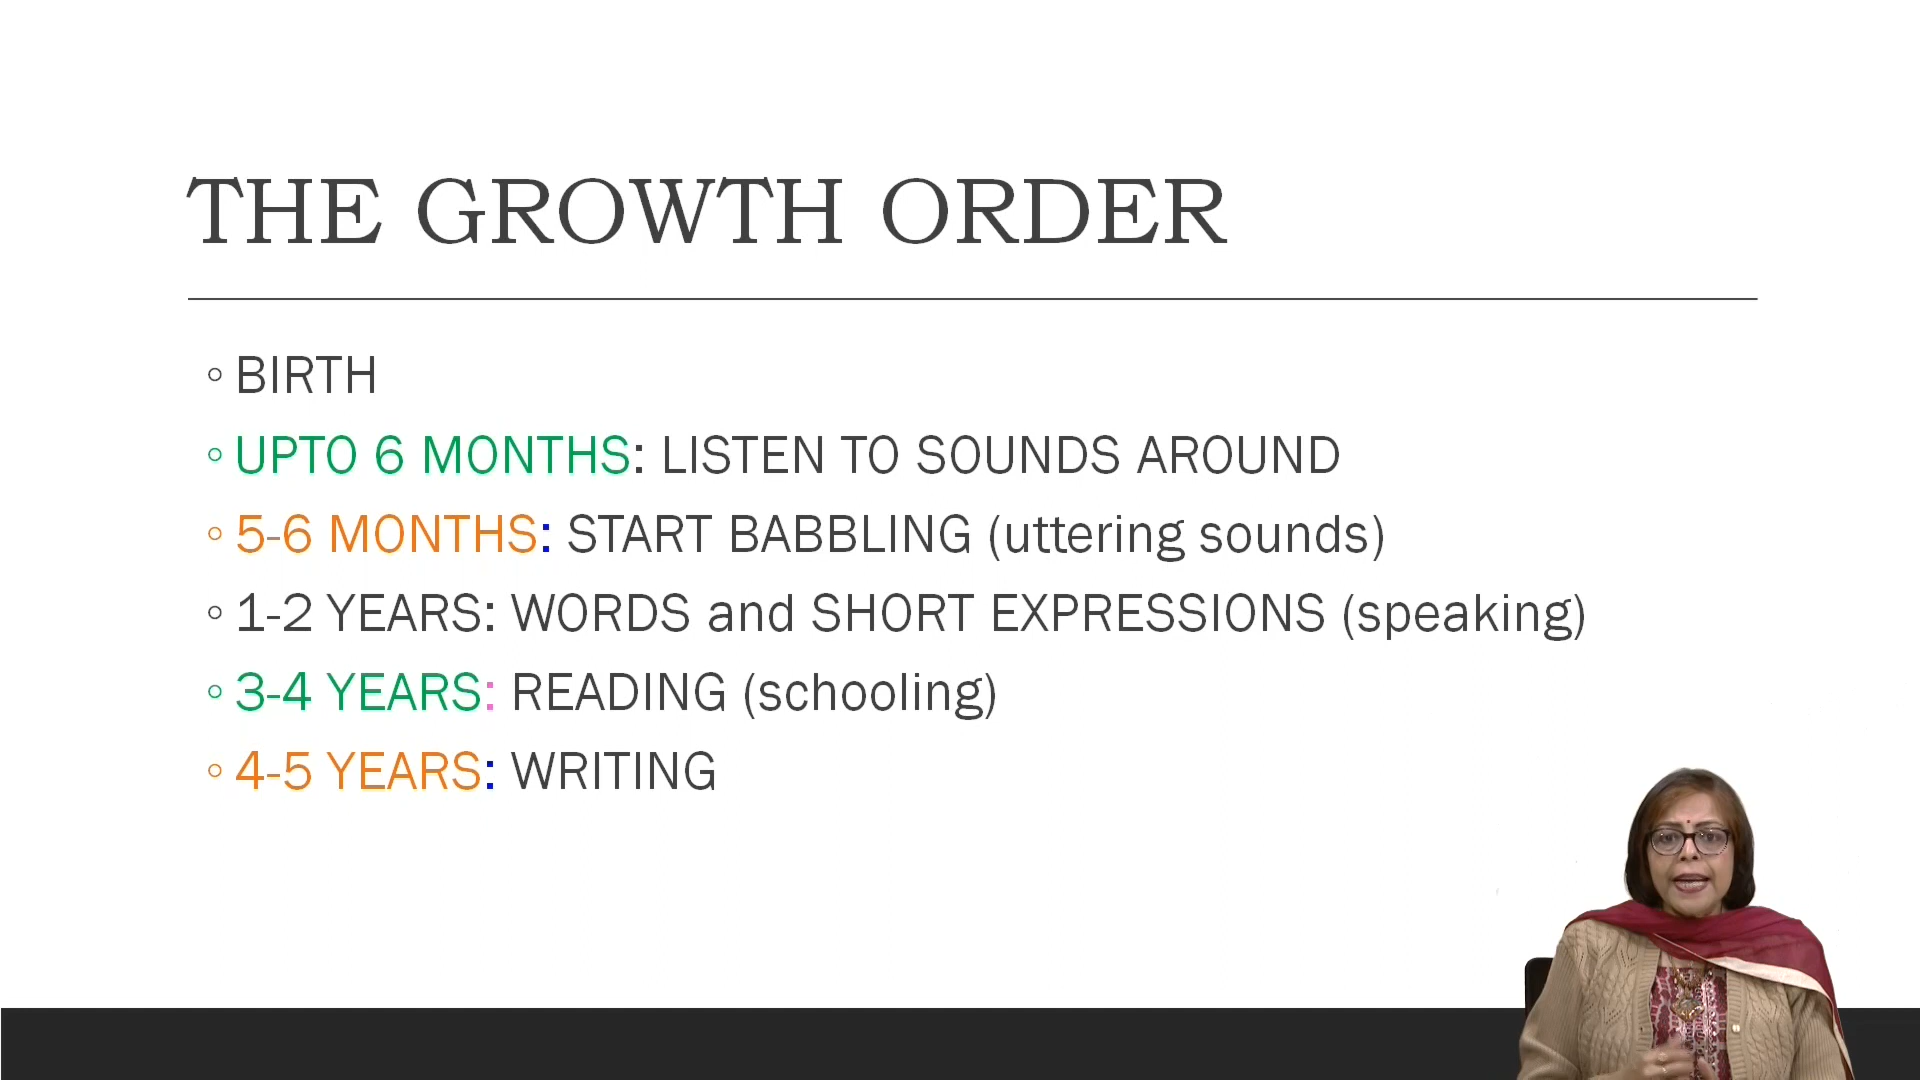 THE GROWTH ORDER
◦ BIRTH
◦ UPTO 6 MONTHS: LISTEN TO SOUNDS AROUND
◦ 5-6 MONTHS: START BABBLING (uttering sounds)
◦ 1-2 YEARS: WORDS and SHORT EXPRESSIONS (speaking)
◦ 3-4 YEARS: READING (schooling)
◦ 4-5 YEARS: WRITING